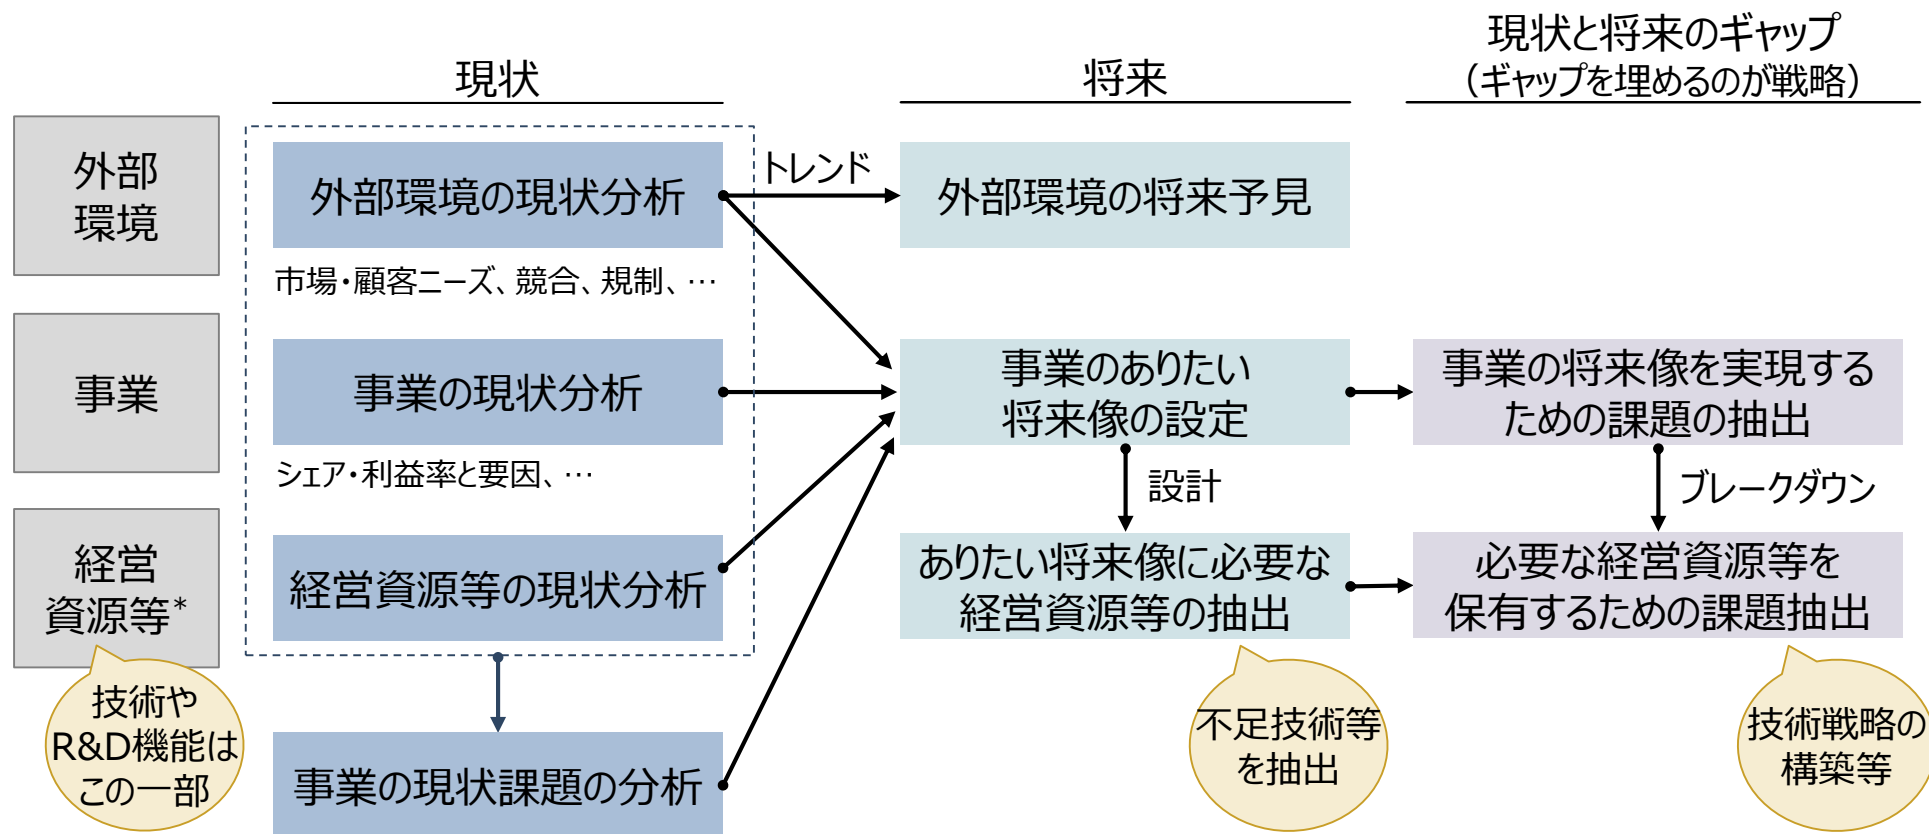 現状
将来
現状と将来のギャップ
（ギャップを埋めるのが戦略）
外部
環境
外部環境の現状分析
トレンド
外部環境の将来予見
市場・顧客ニーズ、競合、規制、…
事業
事業の現状分析
事業のありたい
将来像の設定
事業の将来像を実現する
ための課題の抽出
シェア・利益率と要因、…
設計
ブレークダウン
経営
資源等*
経営資源等の現状分析
ありたい将来像に必要な
経営資源等の抽出
必要な経営資源等を
保有するための課題抽出
技術や
R&D機能は
この一部
事業の現状課題の分析
不足技術等
を抽出
技術戦略の
構築等